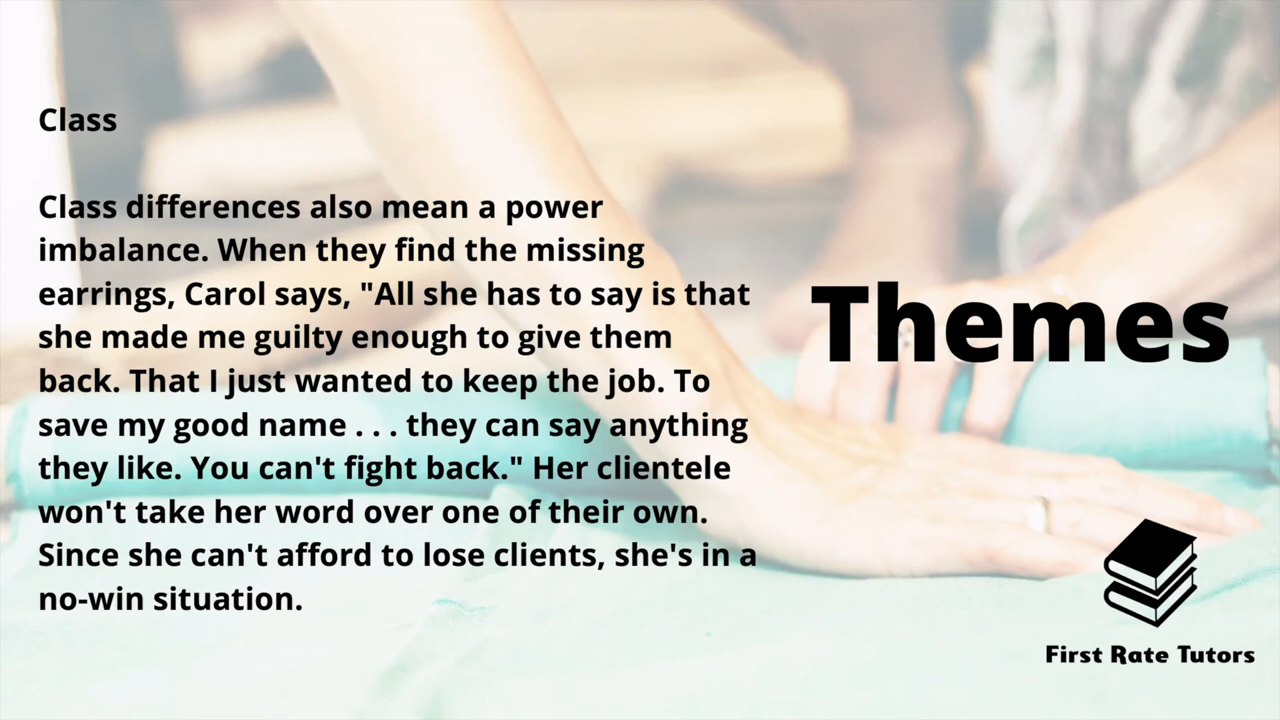 Class
Class differences also mean a power
imbalance. When they find the missing
earrings, Carol says, "All she has to say is that
she made me guilty enough to give them
back. That I just wanted to keep the job. To
save my good name . . . they can say anything
they like. You can't fight back." Her clientele
won't take her word over one of their own.
Since she can't afford to lose clients, she's in a
no-win situation.
Themes
First Rate Tutors